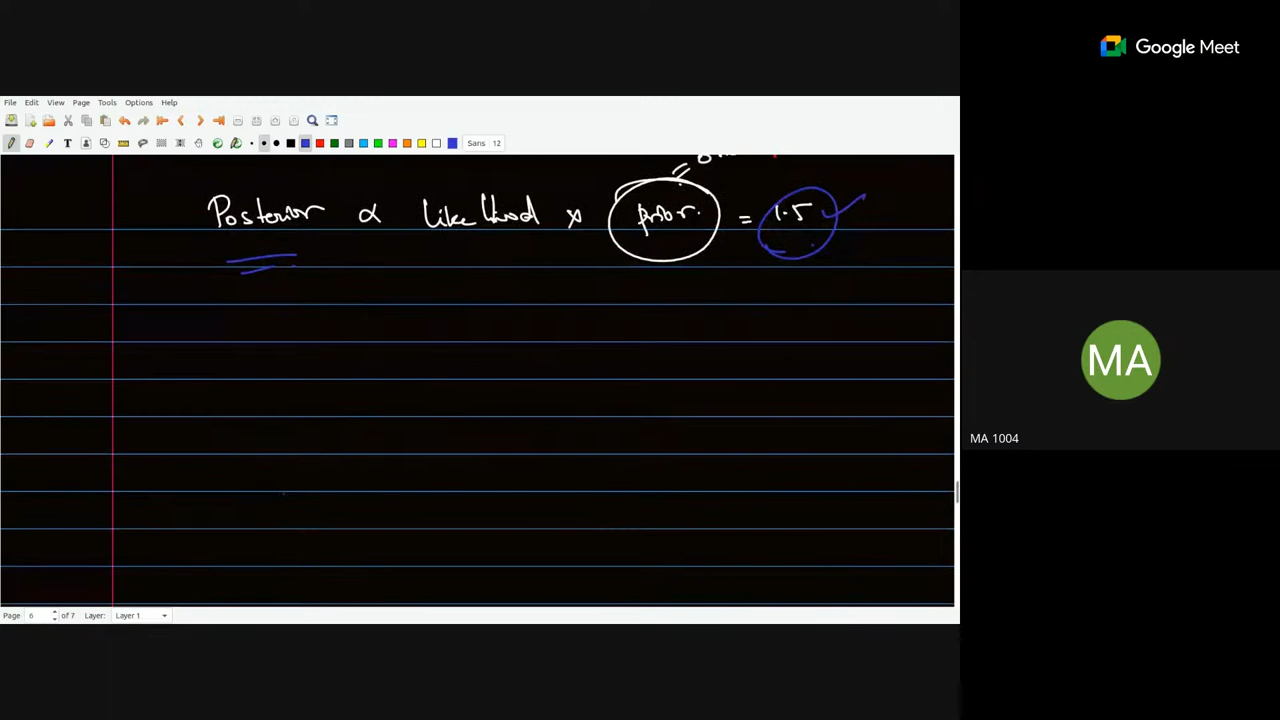 Google Meet
File Edit View Page Tools Options Help
T Sans 12
Posterior ∝ Likelihood × prior. = 1.5 ✓
MA
MA 1004
Page 6 of 7 Layer: Layer 1